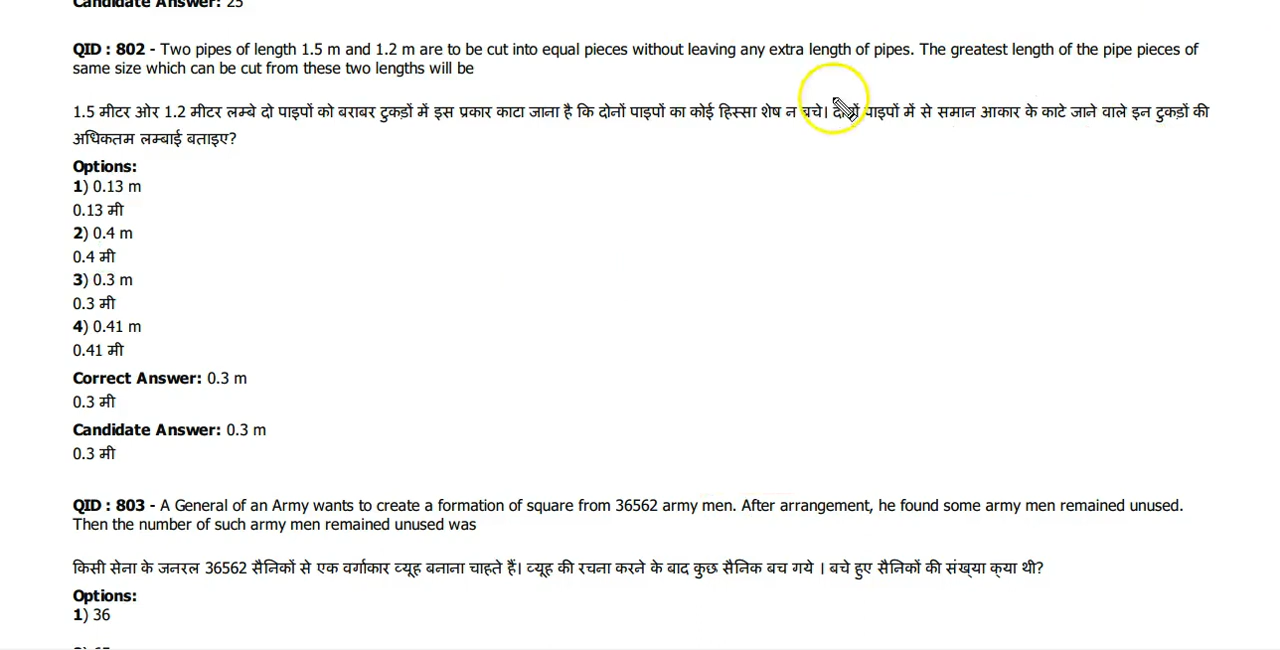 Candidate Answer: 25
QID : 802 - Two pipes of length 1.5 m and 1.2 m are to be cut into equal pieces without leaving any extra length of pipes. The greatest length of the pipe pieces of
same size which can be cut from these two lengths will be
1.5 मीटर ओर 1.2 मीटर लम्बे दो पाइपों को बराबर टुकड़ों में इस प्रकार काटा जाना है कि दोनों पाइपों का कोई हिस्सा शेष न बचे। दोनों पाइपों में से समान आकार के काटे जाने वाले इन टुकड़ों की
अधिकतम लम्बाई बताइए?
Options:
1) 0.13 m
0.13 मी
2) 0.4 m
0.4 मी
3) 0.3 m
0.3 मी
4) 0.41 m
0.41 मी
Correct Answer: 0.3 m
0.3 मी
Candidate Answer: 0.3 m
0.3 मी
QID : 803 - A General of an Army wants to create a formation of square from 36562 army men. After arrangement, he found some army men remained unused.
Then the number of such army men remained unused was
किसी सेना के जनरल 36562 सैनिकों से एक वर्गाकार व्यूह बनाना चाहते हैं। व्यूह की रचना करने के बाद कुछ सैनिक बच गये । बचे हुए सैनिकों की संख्या क्या थी?
Options:
1) 36